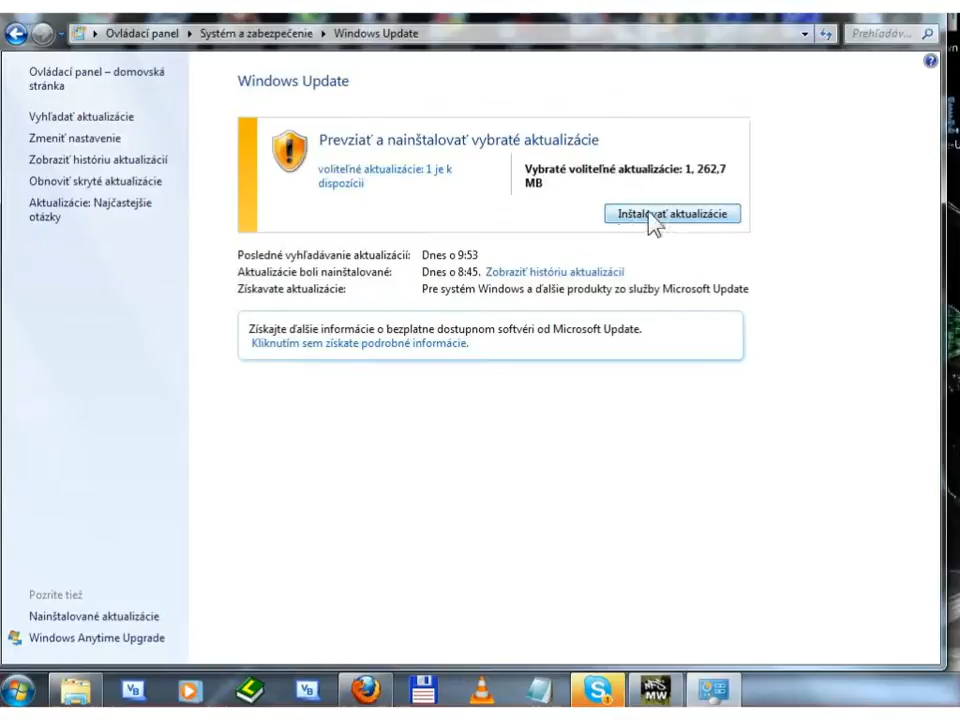 Ovládací panel ▸ Systém a zabezpečenie ▸ Windows Update
Prehľadáv...
Ovládací panel – domovská
stránka
Vyhľadať aktualizácie
Zmeniť nastavenie
Zobraziť históriu aktualizácií
Obnoviť skryté aktualizácie
Aktualizácie: Najčastejšie
otázky
Windows Update
Prevziať a nainštalovať vybraté aktualizácie
voliteľné aktualizácie: 1 je k
dispozícii
Vybraté voliteľné aktualizácie: 1, 262,7
MB
Inštalovať aktualizácie
Posledné vyhľadávanie aktualizácií: Dnes o 9:53
Aktualizácie boli nainštalované: Dnes o 8:45. Zobraziť históriu aktualizácií
Získavate aktualizácie: Pre systém Windows a ďalšie produkty zo služby Microsoft Update
Získajte ďalšie informácie o bezplatne dostupnom softvéri od Microsoft Update.
Kliknutím sem získate podrobné informácie.
Pozrite tiež
Nainštalované aktualizácie
Windows Anytime Upgrade
VB
VB
NFS
MW